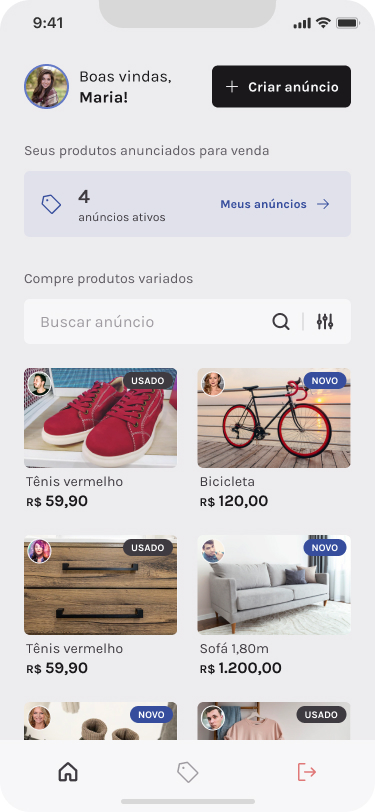 9:41
Boas vindas,
Maria!
Criar anúncio
Seus produtos anunciados para venda
4
anúncios ativos
Meus anúncios
Compre produtos variados
Buscar anúncio
USADO
NOVO
Tênis vermelho
R$ 59,90
Bicicleta
R$ 120,00
USADO
NOVO
Tênis vermelho
R$ 59,90
Sofá 1,80m
R$ 1.200,00
NOVO
USADO